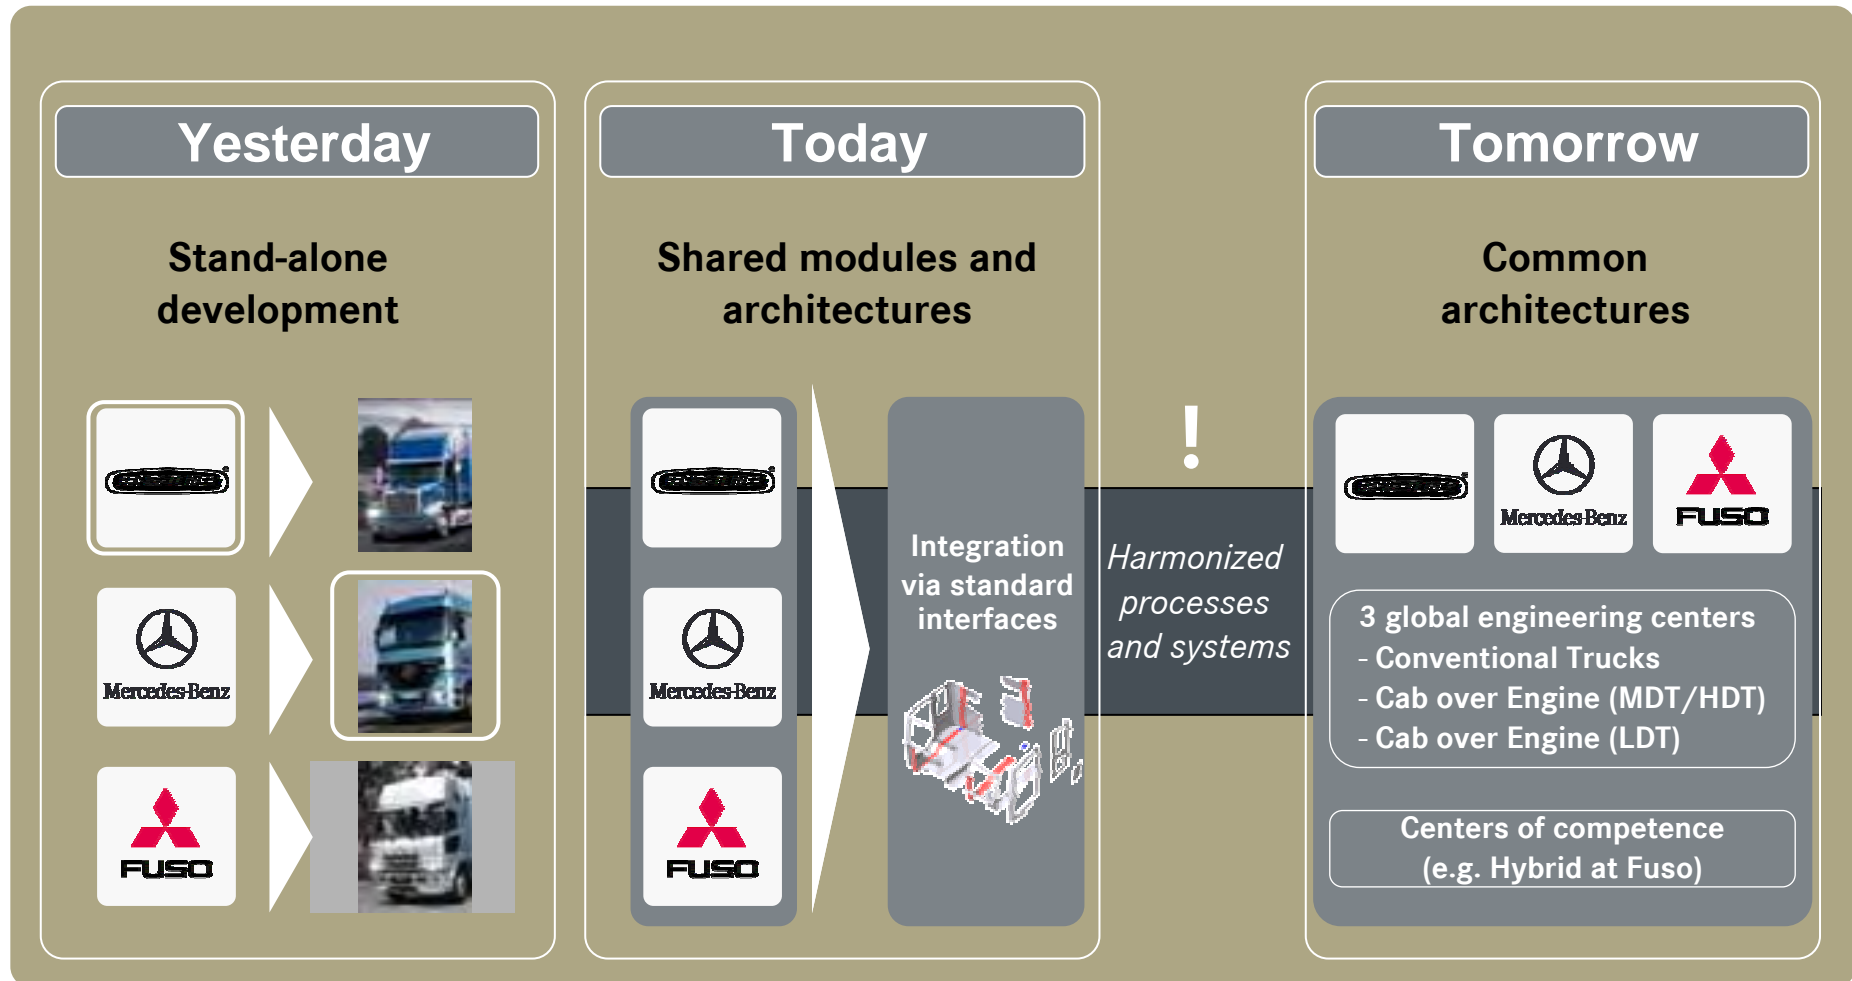 Yesterday
Stand-alone
development
Mercedes-Benz
FUSO
Today
Shared modules and
architectures
Mercedes-Benz
FUSO
Integration
via standard
interfaces
!
Harmonized
processes
and systems
Tomorrow
Common
architectures
Mercedes-Benz
FUSO
3 global engineering centers
- Conventional Trucks
- Cab over Engine (MDT/HDT)
- Cab over Engine (LDT)
Centers of competence
(e.g. Hybrid at Fuso)